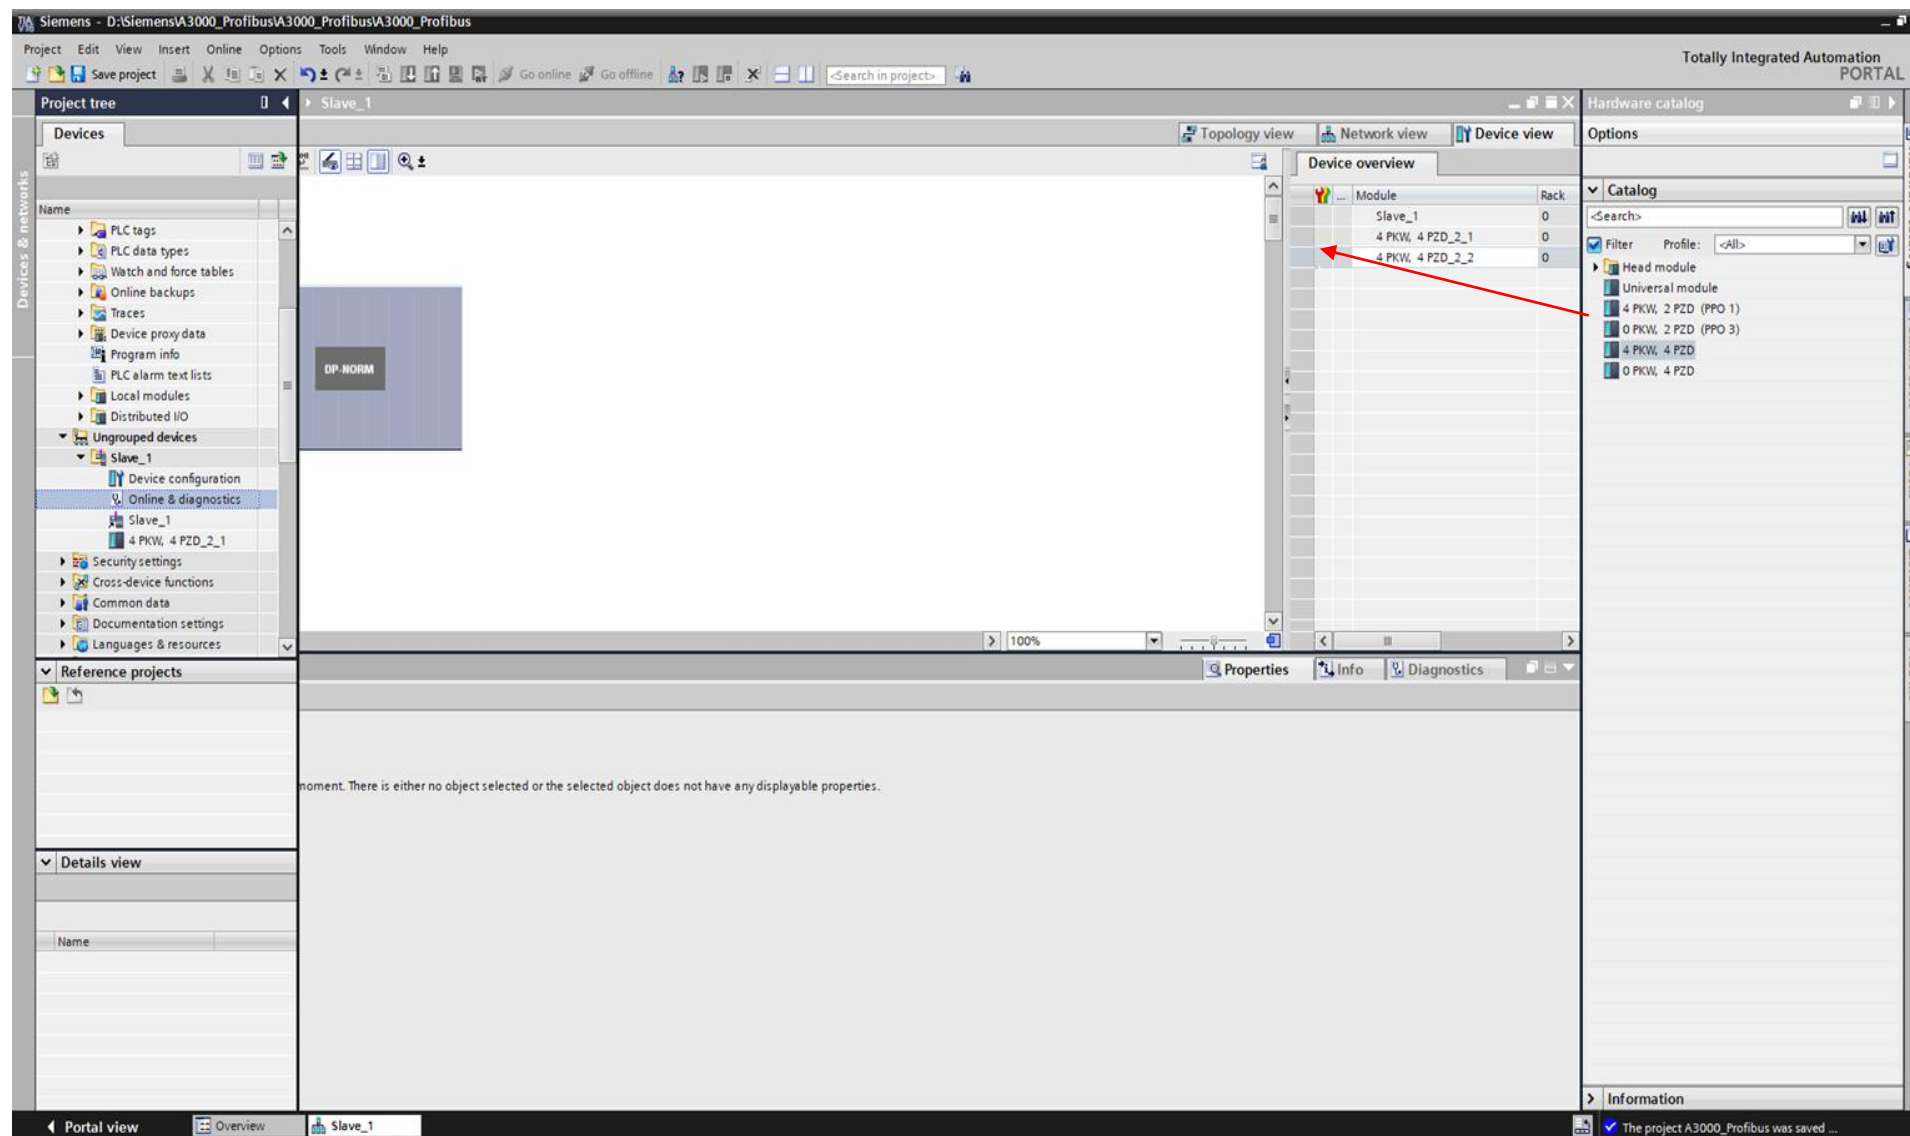 Siemens - D:\Siemens\A3000_Profibus\A3000_Profibus\A3000_Profibus
Project Edit View Insert Online Options Tools Window Help
Totally Integrated Automation
PORTAL
Save project Go online Go offline <Search in project>
Project tree
Slave_1
Hardware catalog
Devices
Topology view Network view Device view
Options
Device overview
Devices & networks
Name
PLC tags
PLC data types
Watch and force tables
Online backups
Traces
Device proxy data
Program info
PLC alarm text lists
Local modules
Distributed I/O
Ungrouped devices
Slave_1
Device configuration
Online & diagnostics
Slave_1
4 PKW, 4 PZD_2_1
Security settings
Cross-device functions
Common data
Documentation settings
Languages & resources
DP-NORM
... Module Rack
Slave_1 0
4 PKW, 4 PZD_2_1 0
4 PKW, 4 PZD_2_2 0
Catalog
<Search>
Filter Profile: <All>
Head module
Universal module
4 PKW, 2 PZD (PPO 1)
0 PKW, 2 PZD (PPO 3)
4 PKW, 4 PZD
0 PKW, 4 PZD
100%
Reference projects
Properties Info Diagnostics
moment. There is either no object selected or the selected object does not have any displayable properties.
Details view
Name
Information
Portal view Overview Slave_1
The project A3000_Profibus was saved ...